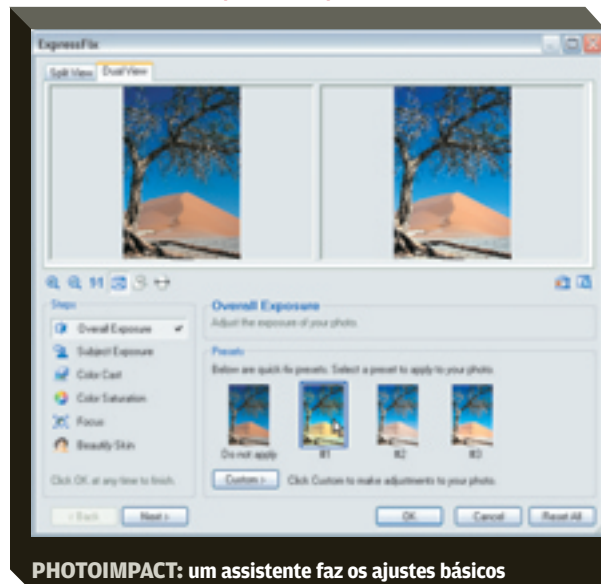 ExpressFix
Split View Dual View
1:1
Steps
Overall Exposure
Subject Exposure
Color Cast
Color Saturation
Focus
Beautify Skin
Click OK at any time to finish.
Overall Exposure
Adjust the exposure of your photo.
Presets
Below are quick-fix presets. Select a preset to apply to your photo.
Do not apply #1 #2 #3
Custom > Click Custom to make adjustments to your photo.
< Back Next > OK Cancel Reset All
PHOTOIMPACT: um assistente faz os ajustes básicos